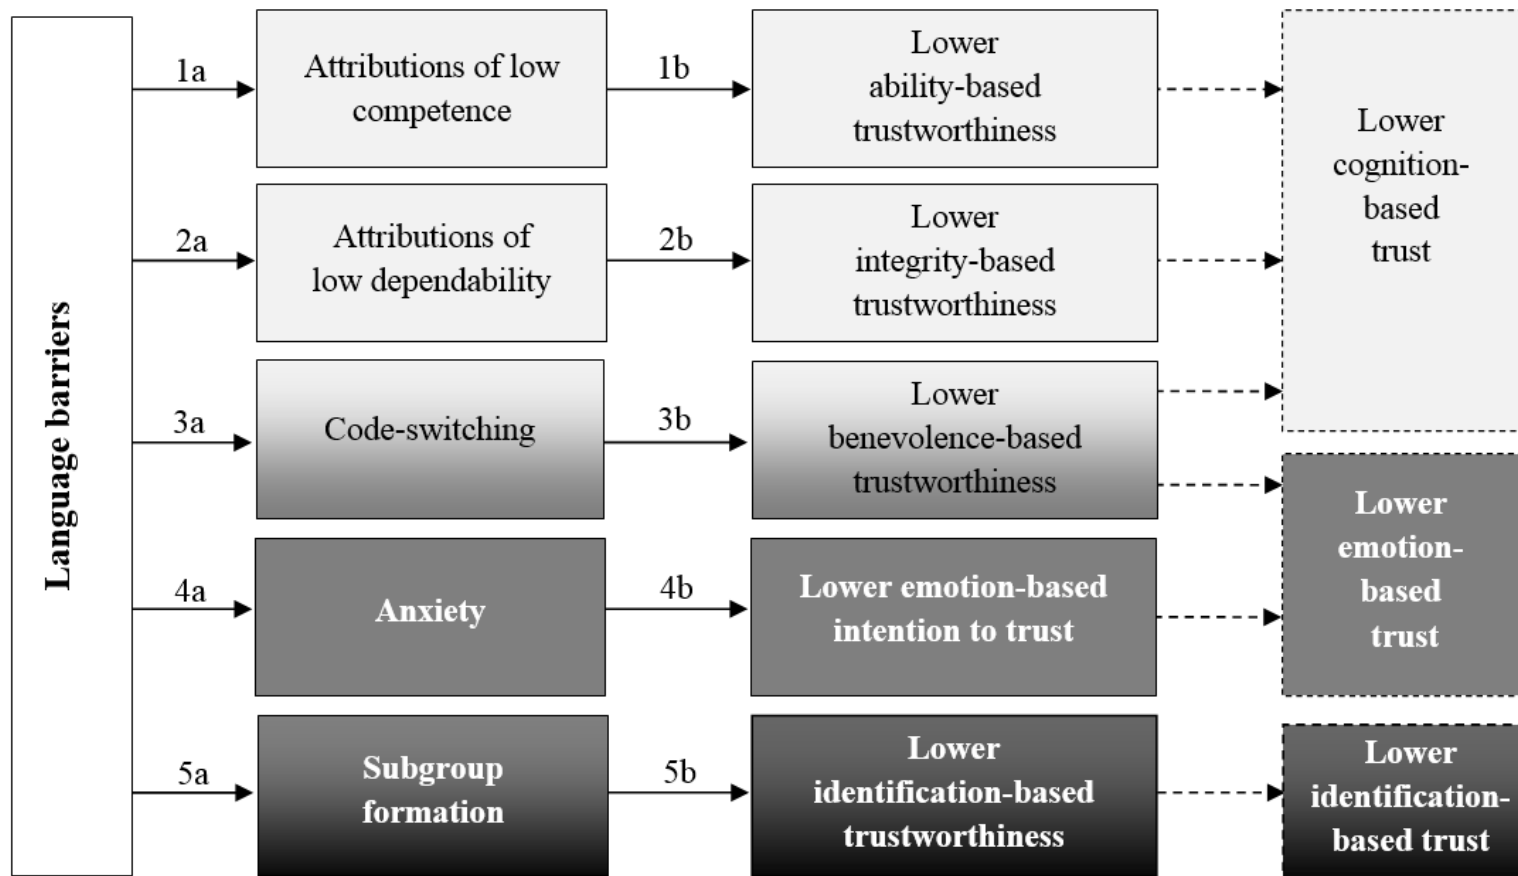 Language barriers
1a
Attributions of low
competence
1b
Lower
ability-based
trustworthiness
2a
Attributions of
low dependability
2b
Lower
integrity-based
trustworthiness
3a
Code-switching
3b
Lower
benevolence-based
trustworthiness
4a
Anxiety
4b
Lower emotion-based
intention to trust
5a
Subgroup
formation
5b
Lower
identification-based
trustworthiness
Lower
cognition-
based
trust
Lower
emotion-
based
trust
Lower
identification-
based trust